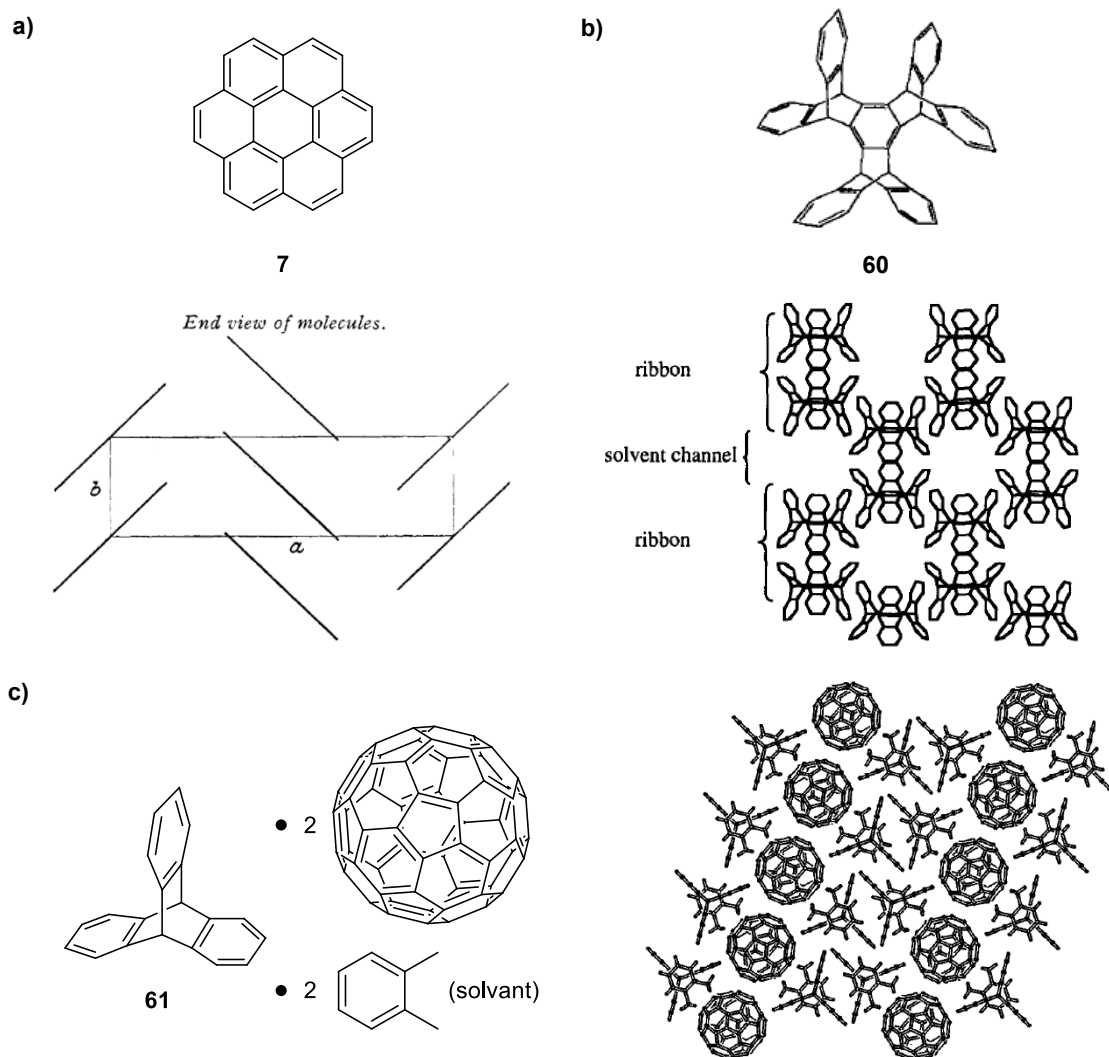 a)
7
End view of molecules.
b
a
b)
60
ribbon
solvent channel
ribbon
c)
61
• 2
• 2
(solvant)